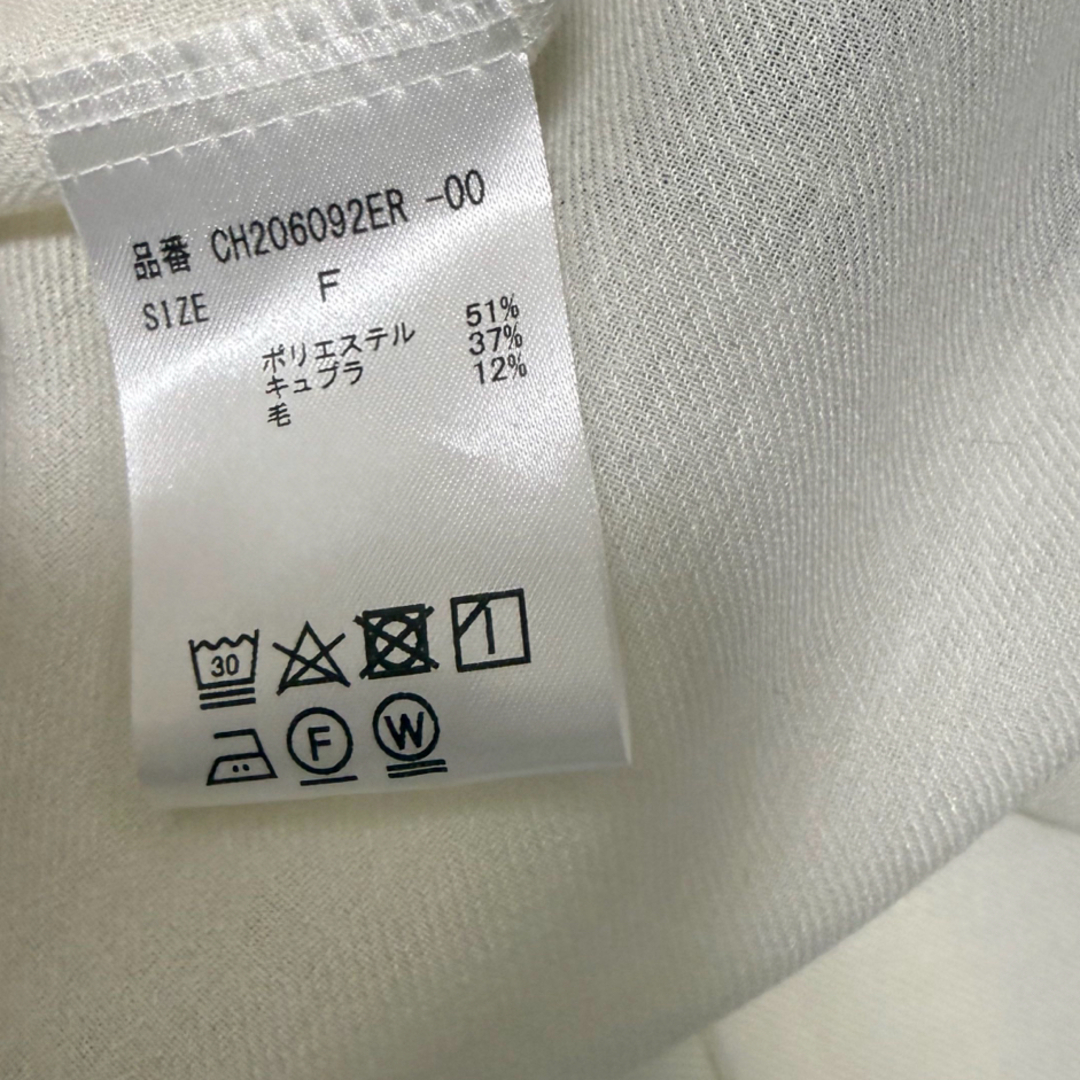 品番 CH206092ER -00
SIZE F
ポリエステル 51%
キュプラ 37%
毛 12%
30
F W